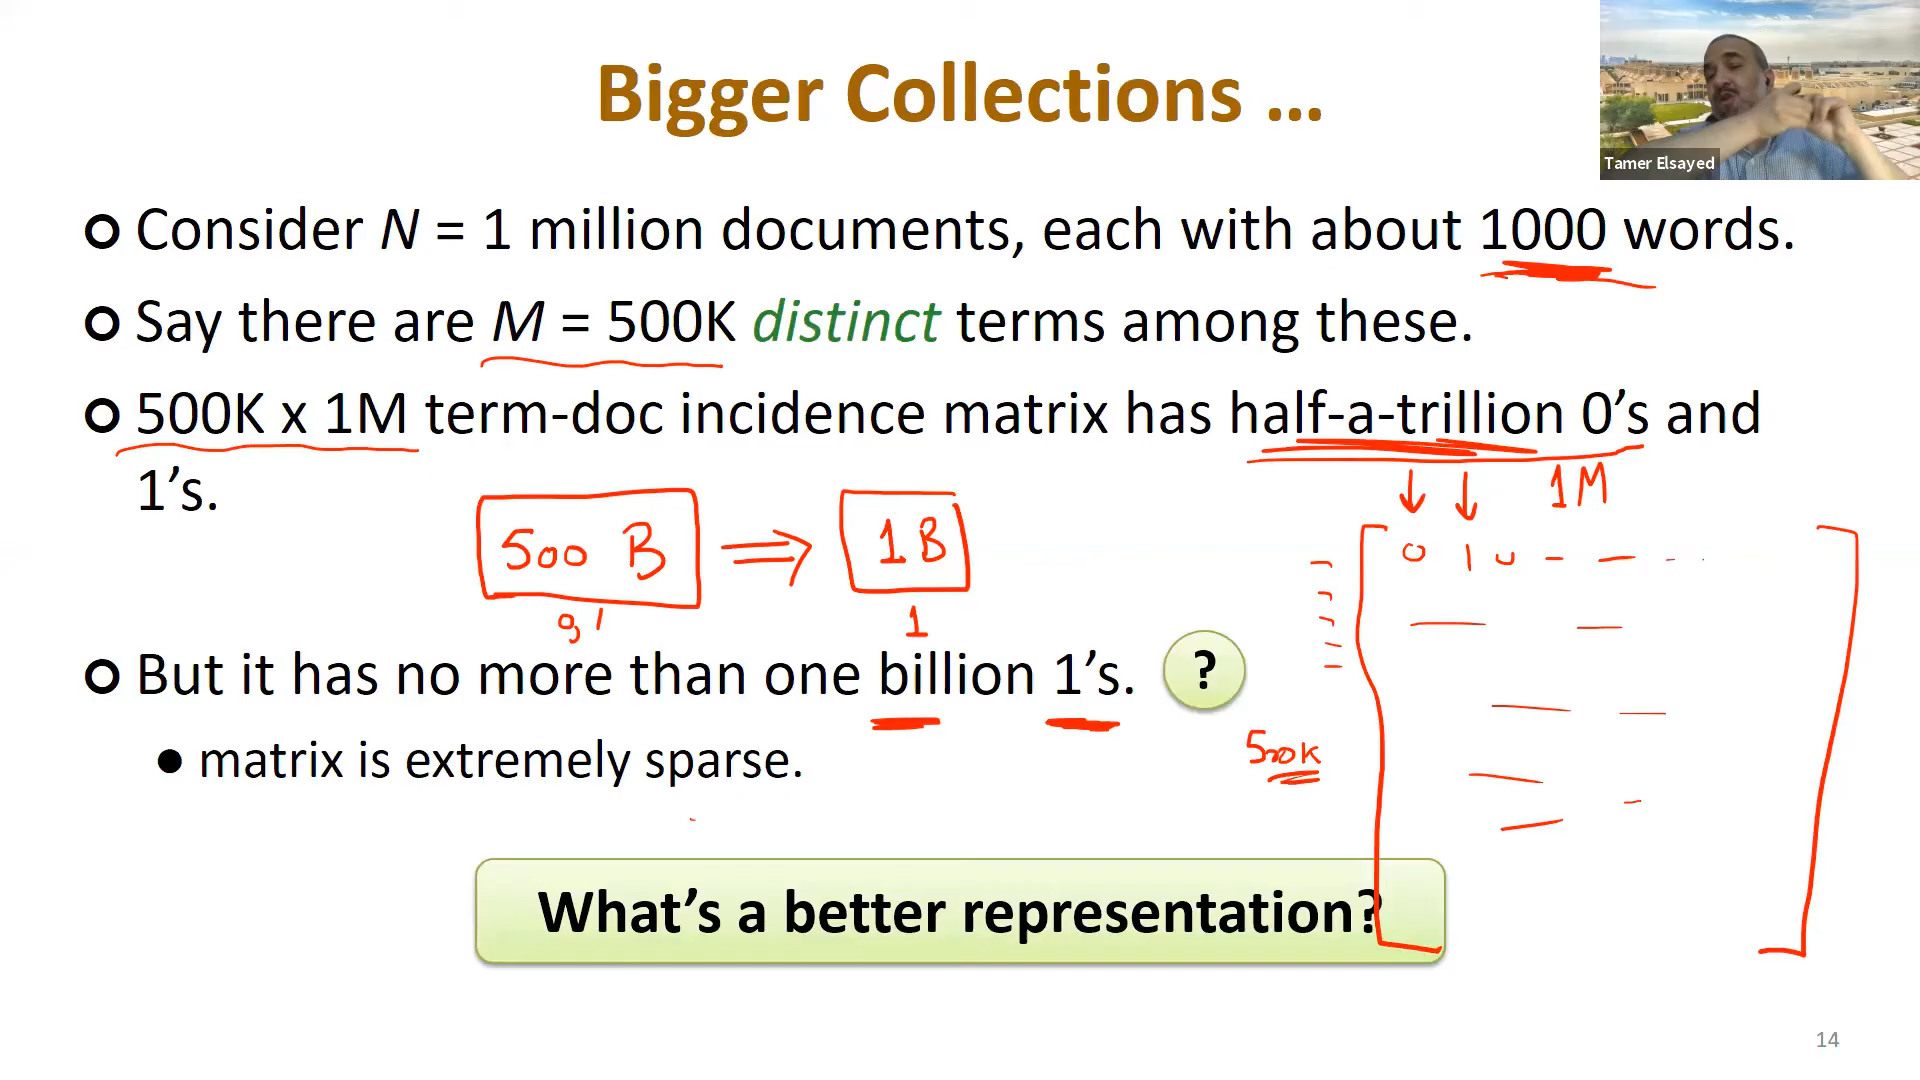 Bigger Collections ...
Tamer Elsayed
Consider N = 1 million documents, each with about 1000 words.
Say there are M = 500K distinct terms among these.
500K x 1M term-doc incidence matrix has half-a-trillion 0’s and
1’s.
1M
500 B ⇒ 1B
0 1 0 - -
0, 1
1
But it has no more than one billion 1’s. ?
500K
matrix is extremely sparse.
What’s a better representation?
14